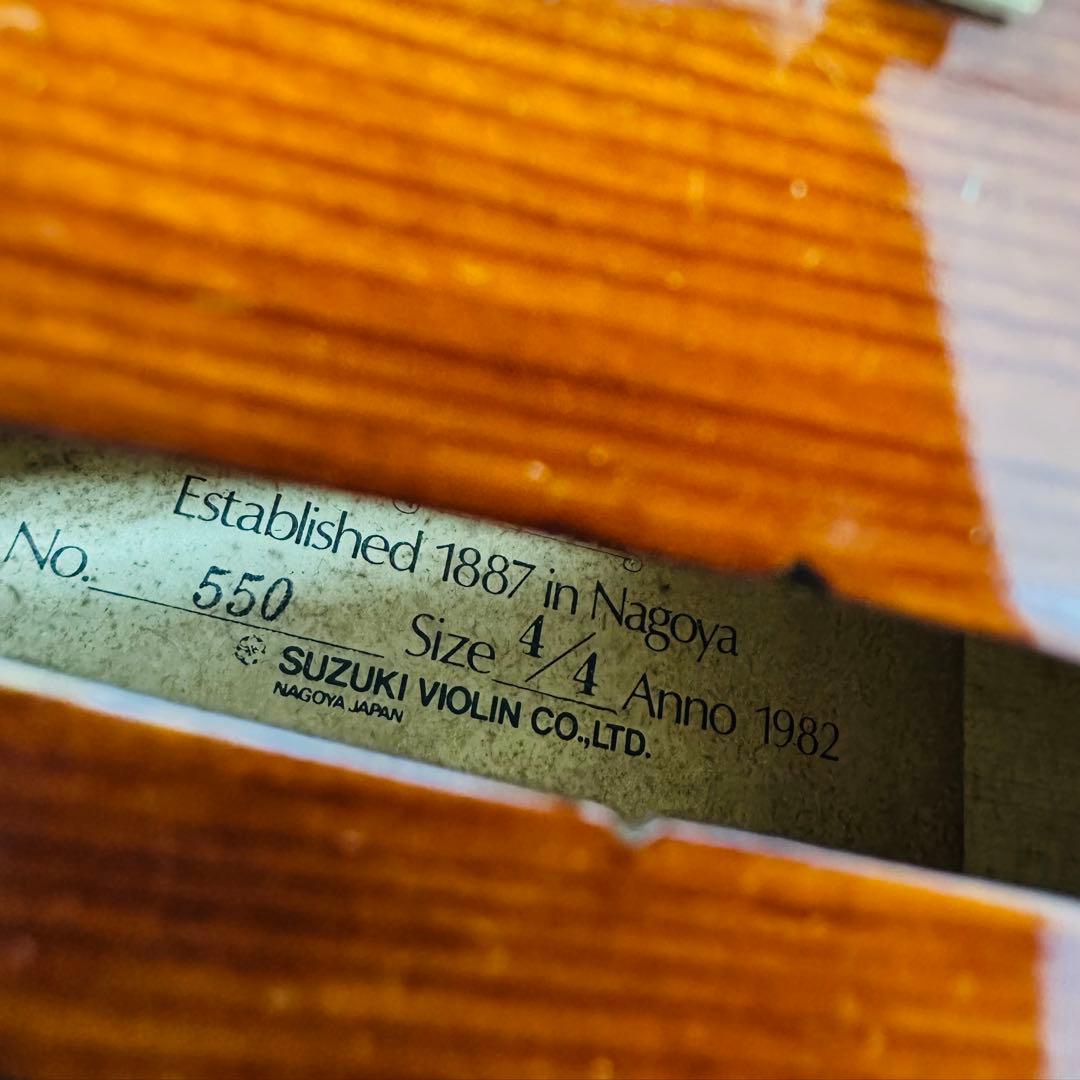 Established 1887 in Nagoya
No. 550 Size 4/4 Anno 1982
SUZUKI VIOLIN CO.,LTD.
NAGOYA JAPAN